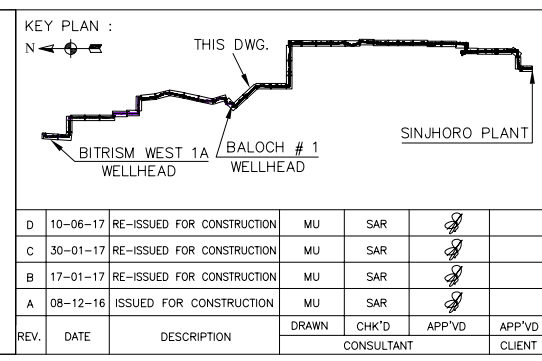 KEY PLAN :
N
THIS DWG.
SINJHORO PLANT
BITRISM WEST 1A
WELLHEAD
BALOCH # 1
WELLHEAD
D 10-06-17 RE-ISSUED FOR CONSTRUCTION MU SAR
C 30-01-17 RE-ISSUED FOR CONSTRUCTION MU SAR
B 17-01-17 RE-ISSUED FOR CONSTRUCTION MU SAR
A 08-12-16 ISSUED FOR CONSTRUCTION MU SAR
REV. DATE DESCRIPTION DRAWN CHK'D APP'VD APP'VD
CONSULTANT CLIENT